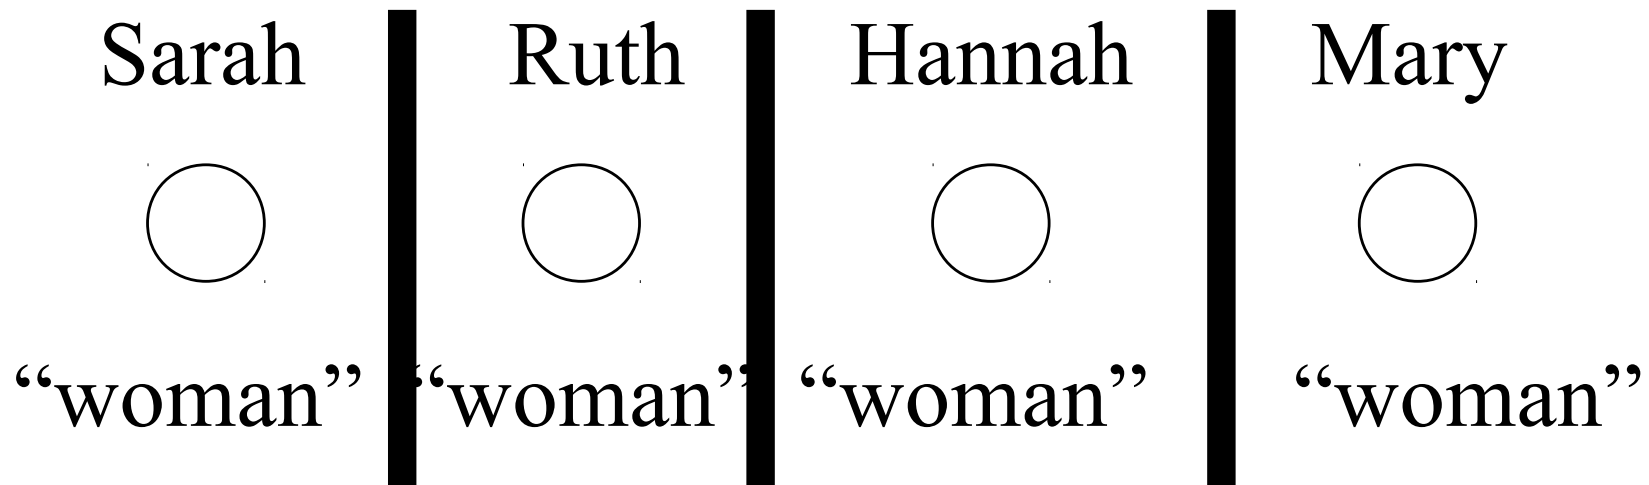 Sarah Ruth Hannah Mary
“woman” “woman” “woman” “woman”